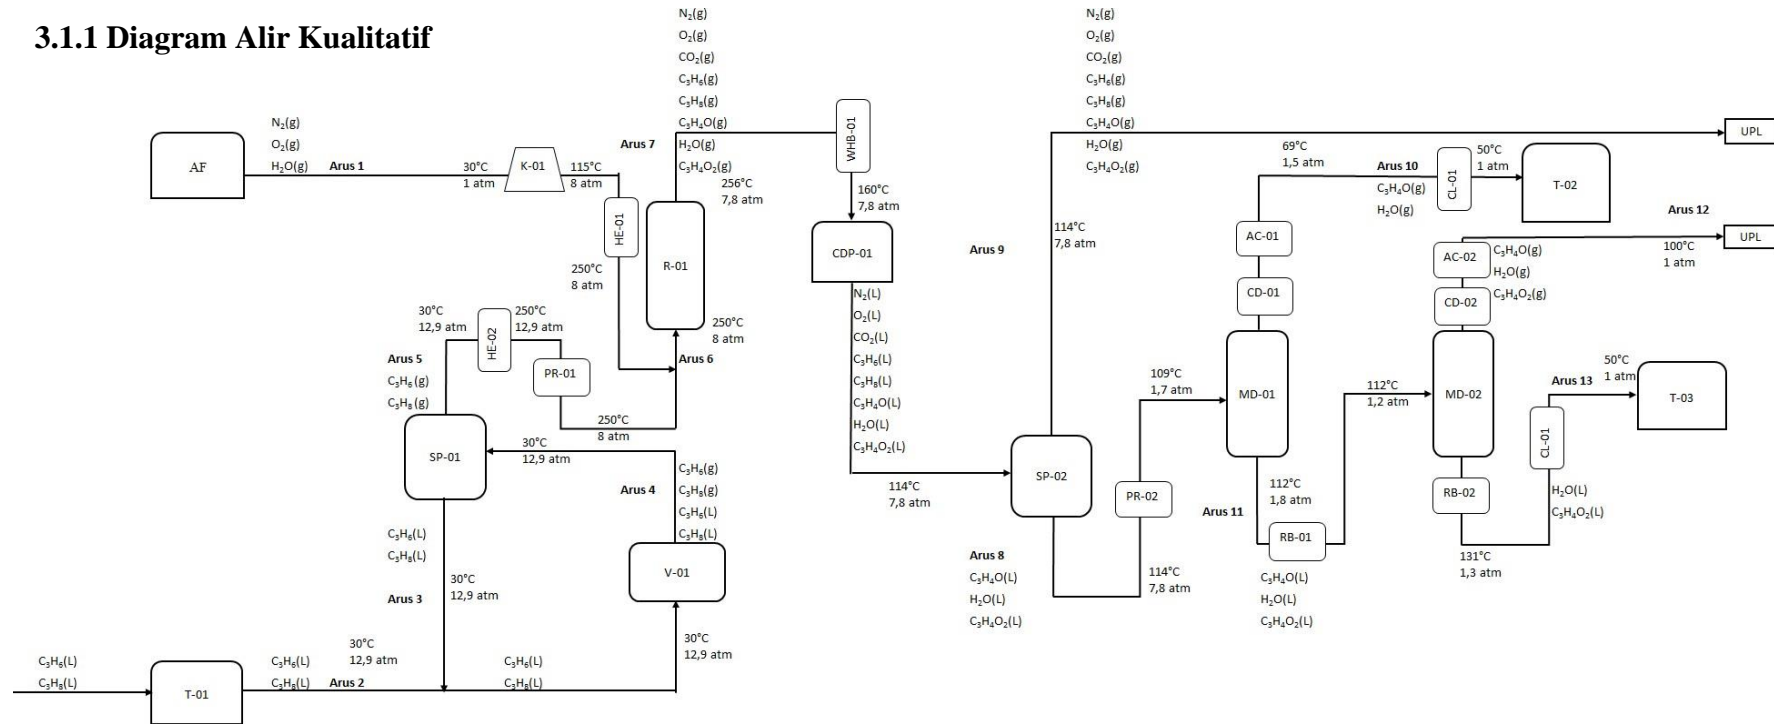 3.1.1 Diagram Alir Kualitatif
AF
N₂(g)
O₂(g)
H₂O(g)
Arus 1
30°C
1 atm
K-01
115°C
8 atm
HE-01
250°C
8 atm
R-01
250°C
8 atm
Arus 6
Arus 7
N₂(g)
O₂(g)
CO₂(g)
C₃H₆(g)
C₃H₈(g)
C₃H₄O(g)
H₂O(g)
C₃H₄O₂(g)
256°C
7,8 atm
WHB-01
160°C
7,8 atm
CDP-01
N₂(L)
O₂(L)
CO₂(L)
C₃H₆(L)
C₃H₈(L)
C₃H₄O(L)
H₂O(L)
C₃H₄O₂(L)
114°C
7,8 atm
30°C
12,9 atm
HE-02
250°C
12,9 atm
PR-01
250°C
8 atm
Arus 5
C₃H₆(g)
C₃H₈(g)
SP-01
30°C
12,9 atm
Arus 4
C₃H₆(g)
C₃H₈(g)
C₃H₆(L)
C₃H₈(L)
V-01
30°C
12,9 atm
C₃H₆(L)
C₃H₈(L)
30°C
12,9 atm
Arus 3
C₃H₆(L)
C₃H₈(L)
T-01
C₃H₆(L)
C₃H₈(L)
Arus 2
30°C
12,9 atm
C₃H₆(L)
C₃H₈(L)
N₂(g)
O₂(g)
CO₂(g)
C₃H₆(g)
C₃H₈(g)
C₃H₄O(g)
H₂O(g)
C₃H₄O₂(g)
UPL
Arus 9
114°C
7,8 atm
SP-02
Arus 8
C₃H₄O(L)
H₂O(L)
C₃H₄O₂(L)
114°C
7,8 atm
PR-02
109°C
1,7 atm
MD-01
CD-01
AC-01
69°C
1,5 atm
Arus 10
C₃H₄O(g)
H₂O(g)
CL-01
50°C
1 atm
T-02
112°C
1,8 atm
Arus 11
RB-01
C₃H₄O(L)
H₂O(L)
C₃H₄O₂(L)
112°C
1,2 atm
MD-02
CD-02
AC-02
C₃H₄O(g)
H₂O(g)
C₃H₄O₂(g)
Arus 12
100°C
1 atm
UPL
RB-02
131°C
1,3 atm
H₂O(L)
C₃H₄O₂(L)
CL-01
Arus 13
50°C
1 atm
T-03